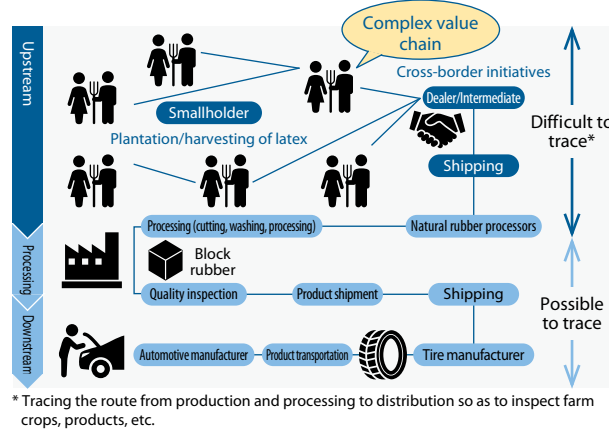 Upstream
Complex value
chain
Cross-border initiatives
Smallholder
Dealer/Intermediate
Plantation/harvesting of latex
Difficult to
trace*
Shipping
Processing (cutting, washing, processing)
Natural rubber processors
Processing
Block
rubber
Quality inspection
Product shipment
Shipping
Possible
to trace
Downstream
Automotive manufacturer
Product transportation
Tire manufacturer
* Tracing the route from production and processing to distribution so as to inspect farm
crops, products, etc.